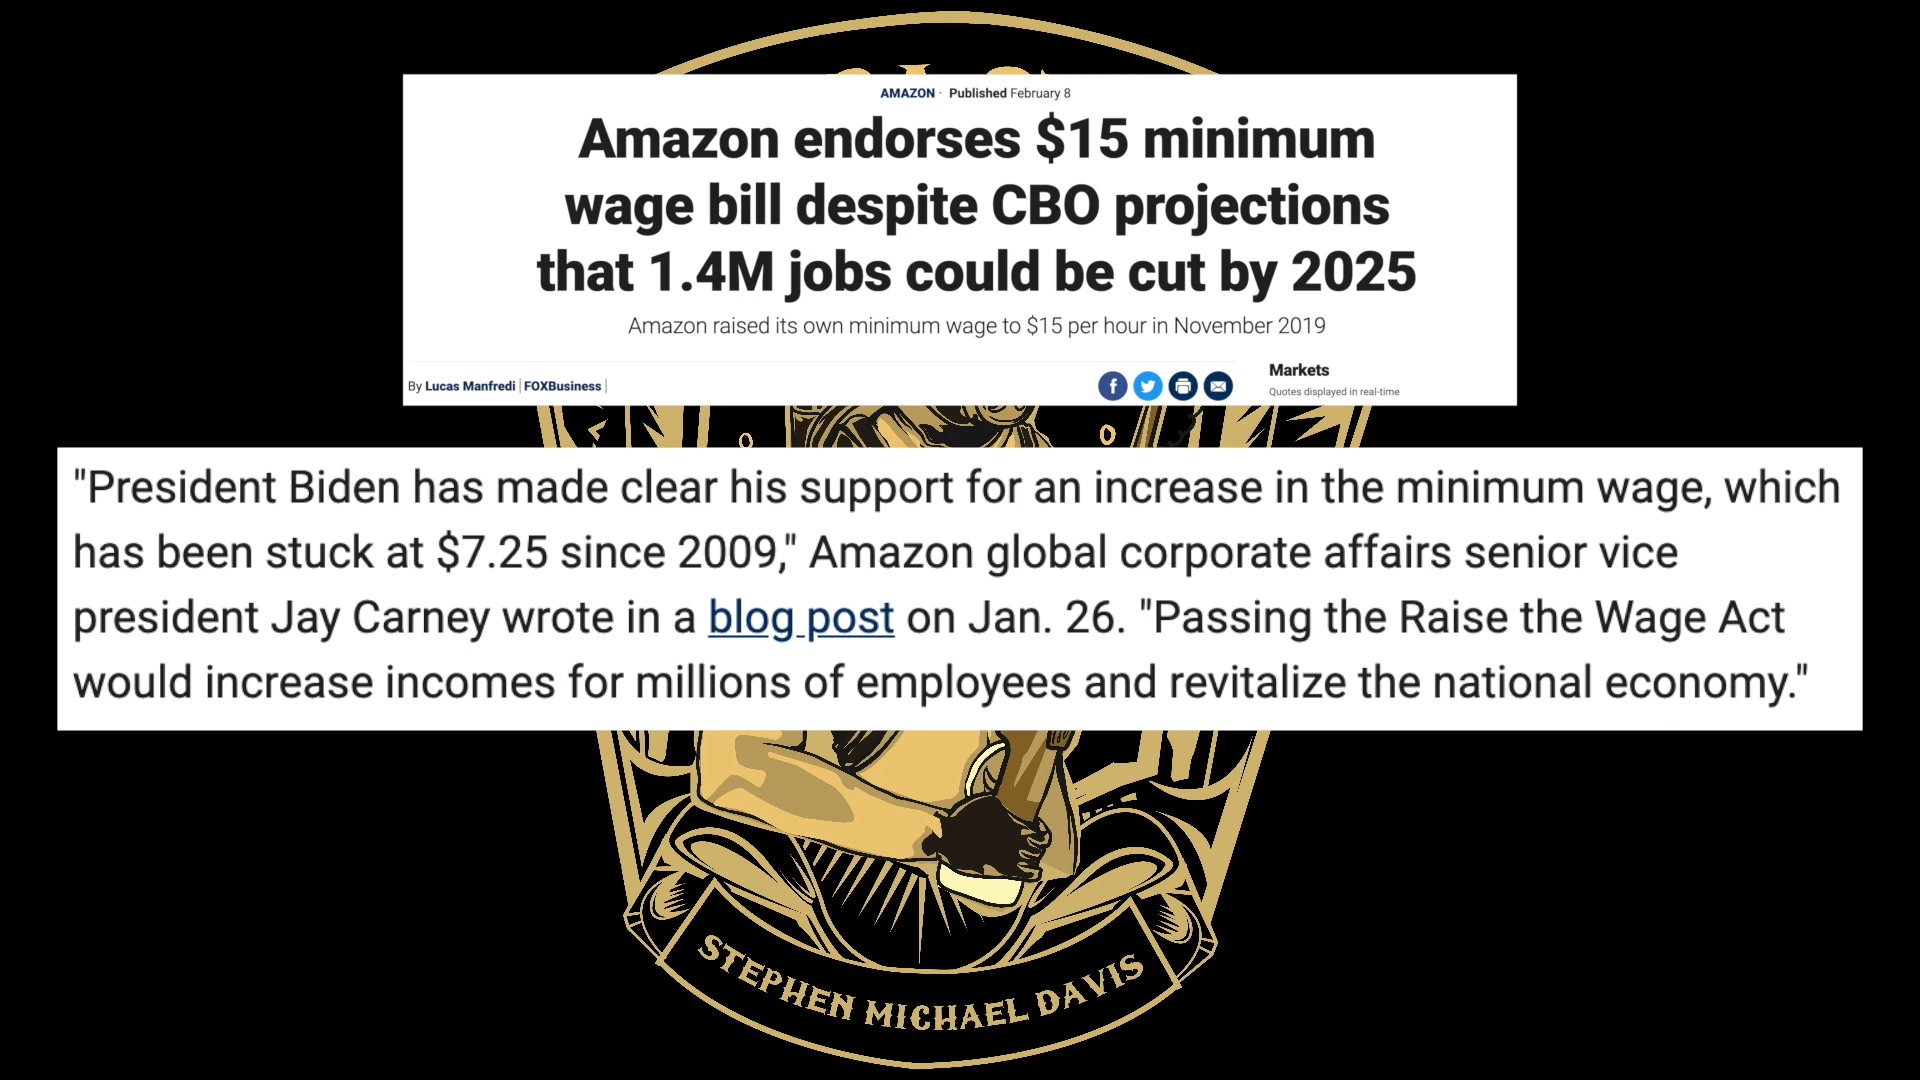 AMAZON · Published February 8
Amazon endorses $15 minimum
wage bill despite CBO projections
that 1.4M jobs could be cut by 2025
Amazon raised its own minimum wage to $15 per hour in November 2019
By Lucas Manfredi | FOXBusiness |
Markets
Quotes displayed in real-time
"President Biden has made clear his support for an increase in the minimum wage, which
has been stuck at $7.25 since 2009," Amazon global corporate affairs senior vice
president Jay Carney wrote in a blog post on Jan. 26. "Passing the Raise the Wage Act
would increase incomes for millions of employees and revitalize the national economy."
STEPHEN MICHAEL DAVIS